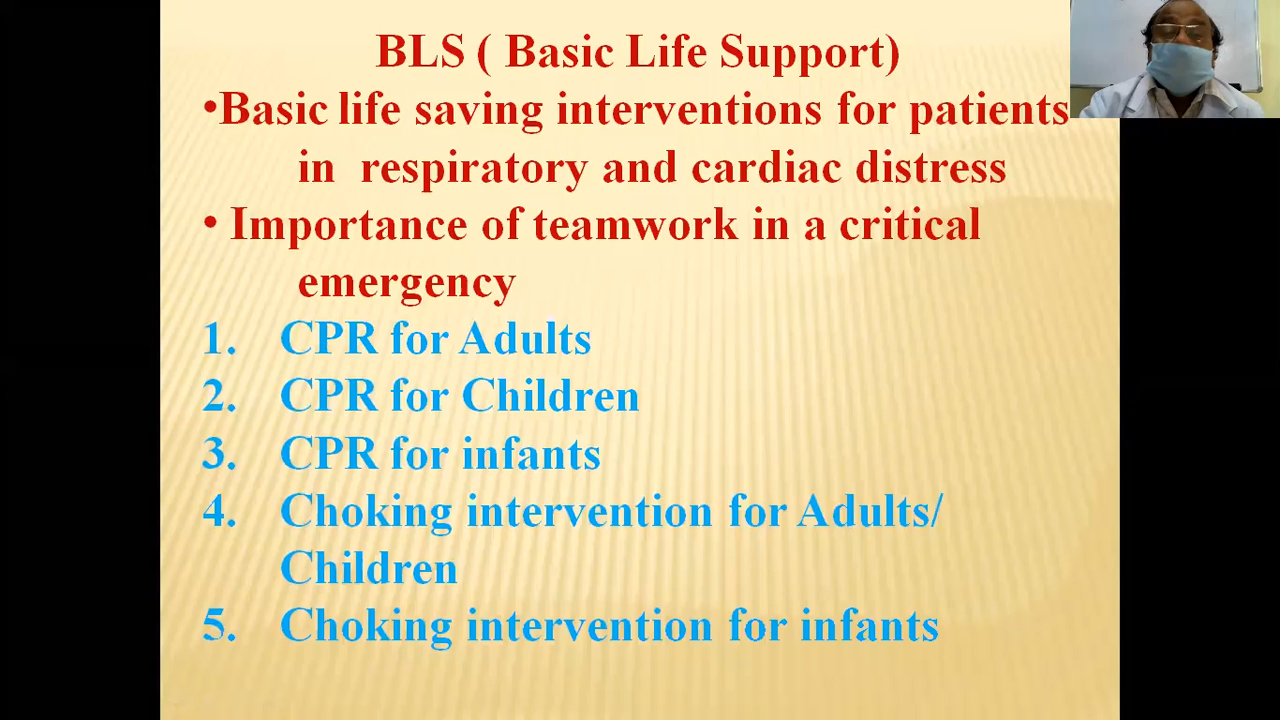 BLS ( Basic Life Support)
•Basic life saving interventions for patients
in respiratory and cardiac distress
• Importance of teamwork in a critical
emergency
1. CPR for Adults
2. CPR for Children
3. CPR for infants
4. Choking intervention for Adults/
Children
5. Choking intervention for infants